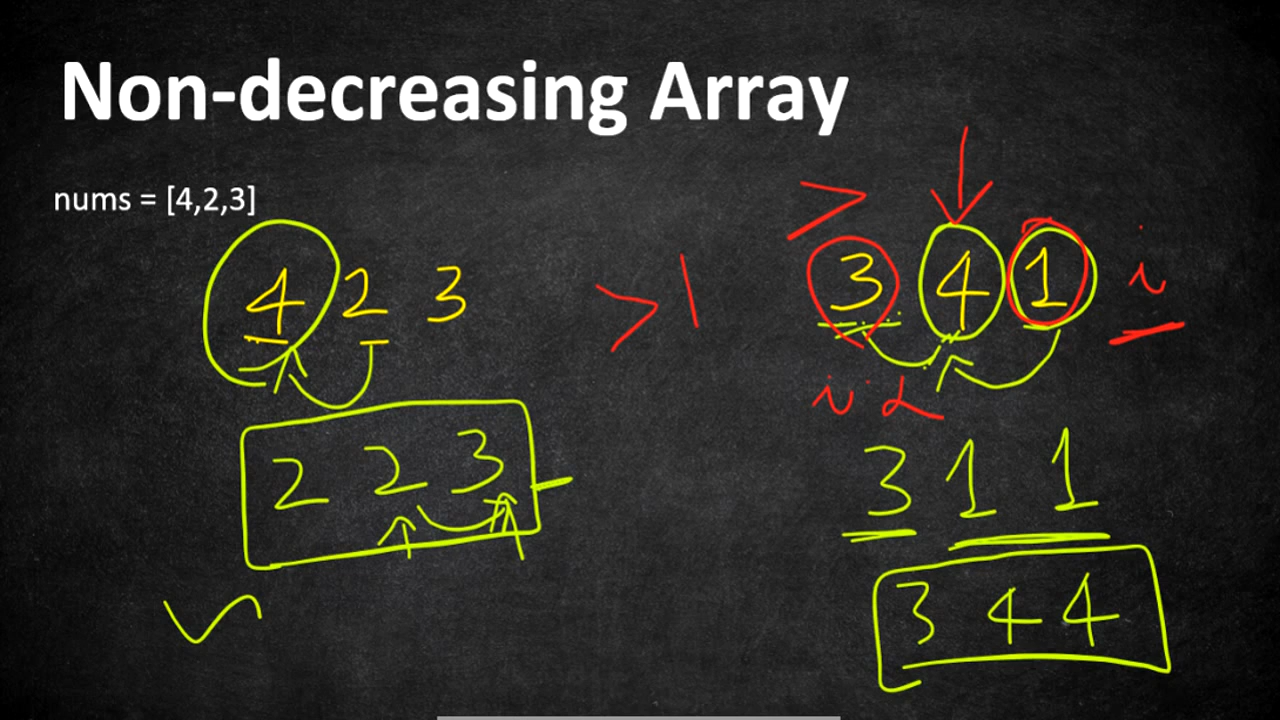 Non-decreasing Array
nums = [4,2,3]
4 2 3
> 1
>
3 4 1
i
2 2 3
3 1 1
3 4 4